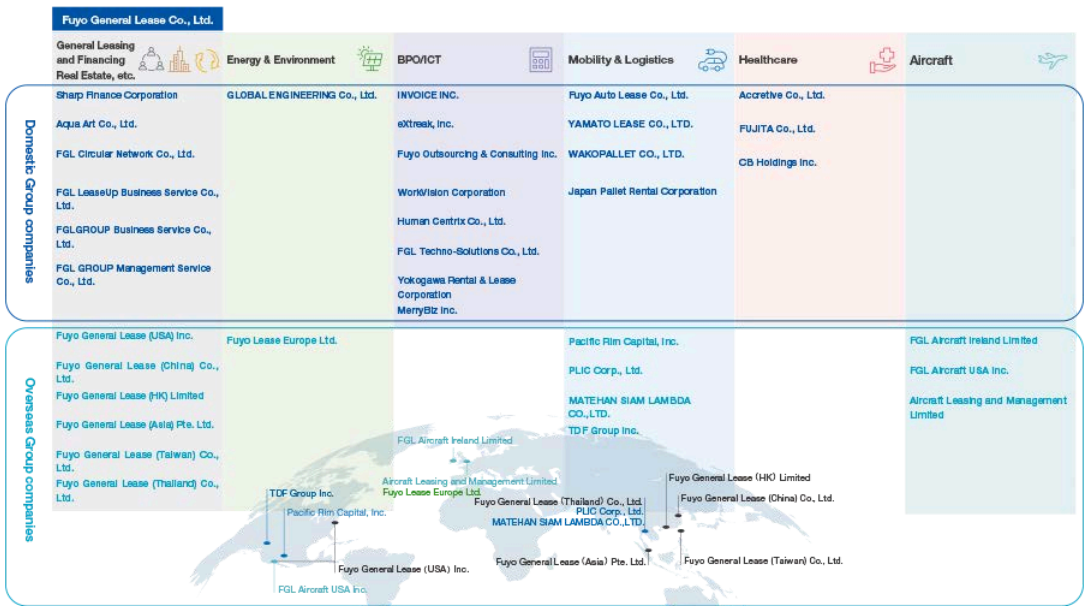 Fuyo General Lease Co., Ltd.
General Leasing
and Financing
Real Estate, etc.
Energy & Environment
BPO/ICT
Mobility & Logistics
Healthcare
Aircraft
Domestic Group companies
Sharp Finance Corporation
Aqua Art Co., Ltd.
FGL Circular Network Co., Ltd.
FGL LeaseUp Business Service Co.,
Ltd.
FGLGROUP Business Service Co.,
Ltd.
FGL GROUP Management Service
Co., Ltd.
GLOBAL ENGINEERING Co., Ltd.
INVOICE INC.
eXtreak, Inc.
Fuyo Outsourcing & Consulting Inc.
WorkVision Corporation
Human Centrix Co., Ltd.
FGL Techno-Solutions Co., Ltd.
Yokogawa Rental & Lease
Corporation
MerryBiz Inc.
Fuyo Auto Lease Co., Ltd.
YAMATO LEASE CO., LTD.
WAKOPALLET CO., LTD.
Japan Pallet Rental Corporation
Accretive Co., Ltd.
FUJITA Co., Ltd.
CB Holdings Inc.
Overseas Group companies
Fuyo General Lease (USA) Inc.
Fuyo General Lease (China) Co.,
Ltd.
Fuyo General Lease (HK) Limited
Fuyo General Lease (Asia) Pte. Ltd.
Fuyo General Lease (Taiwan) Co.,
Ltd.
Fuyo General Lease (Thailand) Co.,
Ltd.
Fuyo Lease Europe Ltd.
Pacific Rim Capital, Inc.
PLIC Corp., Ltd.
MATEHAN SIAM LAMBDA
CO.,LTD.
TDF Group Inc.
FGL Aircraft Ireland Limited
FGL Aircraft USA Inc.
Aircraft Leasing and Management
Limited
FGL Aircraft Ireland Limited
Aircraft Leasing and Management Limited
Fuyo Lease Europe Ltd.
TDF Group Inc.
Pacific Rim Capital, Inc.
Fuyo General Lease (USA) Inc.
FGL Aircraft USA Inc.
Fuyo General Lease (HK) Limited
Fuyo General Lease (China) Co., Ltd.
Fuyo General Lease (Thailand) Co., Ltd.
PLIC Corp., Ltd.
MATEHAN SIAM LAMBDA CO.,LTD.
Fuyo General Lease (Asia) Pte. Ltd.
Fuyo General Lease (Taiwan) Co., Ltd.